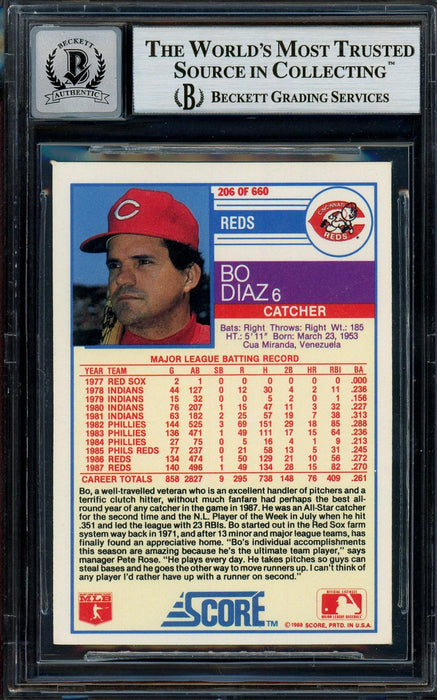 BECKETT
B
AUTHENTIC
THE WORLD'S MOST TRUSTED
SOURCE IN COLLECTING™
B BECKETT GRADING SERVICES
206 OF 660
REDS
CINCINNATI
REDS
C
BO
DIAZ 6
CATCHER
Bats: Right Throws: Right Wt.: 185
HT.: 5'11" Born: March 23, 1953
Cua Miranda, Venezuela
MAJOR LEAGUE BATTING RECORD
YEAR TEAM G AB SB R H 2B HR RBI BA
1977 RED SOX 2 1 0 0 0 0 0 0 .000
1978 INDIANS 44 127 0 12 30 4 2 11 .236
1979 INDIANS 15 32 0 0 5 2 0 1 .156
1980 INDIANS 76 207 1 15 47 11 3 32 .227
1981 INDIANS 63 182 2 25 57 19 7 38 .313
1982 PHILLIES 144 525 3 69 151 29 18 85 .288
1983 PHILLIES 136 471 1 49 111 17 15 64 .236
1984 PHILLIES 27 75 0 5 16 4 1 9 .213
1985 PHILS REDS 77 237 0 21 58 13 5 31 .245
1986 REDS 134 474 1 50 129 21 10 56 .272
1987 REDS 140 496 1 49 134 28 15 82 .270
CAREER TOTALS 858 2827 9 295 738 148 76 409 .261
Bo, a well-travelled veteran who is an excellent handler of pitchers and a
terrific clutch hitter, without much fanfare had perhaps the best all-
round year of any catcher in the game in 1987. He was an All-Star catcher
for the second time and the N.L. Player of the Week in July when he hit
.351 and led the league with 23 RBIs. Bo started out in the Red Sox farm
system way back in 1971, and after 13 minor and major league teams, has
finally found an appreciative home. "Bo's individual accomplishments
this season are amazing because he's the ultimate team player," says
manager Pete Rose. "He plays every day. He takes pitches so guys can
steal bases and he goes the other way to move runners up. I can't think of
any player I'd rather have up with a runner on second."
MLB
SCORE™
MAJOR LEAGUE BASEBALL
©1988 SCORE, PRTD. IN U.S.A.